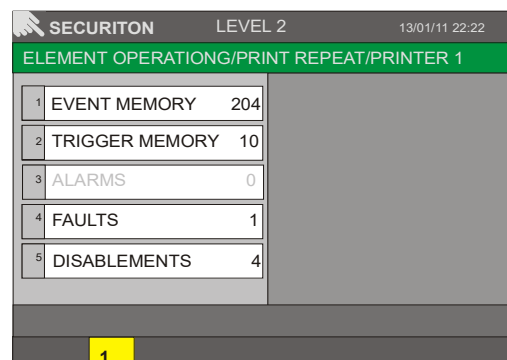 SECURITON LEVEL 2 13/01/11 22:22
ELEMENT OPERATIONG/PRINT REPEAT/PRINTER 1
1 EVENT MEMORY 204
2 TRIGGER MEMORY 10
3 ALARMS 0
4 FAULTS 1
5 DISABLEMENTS 4
1